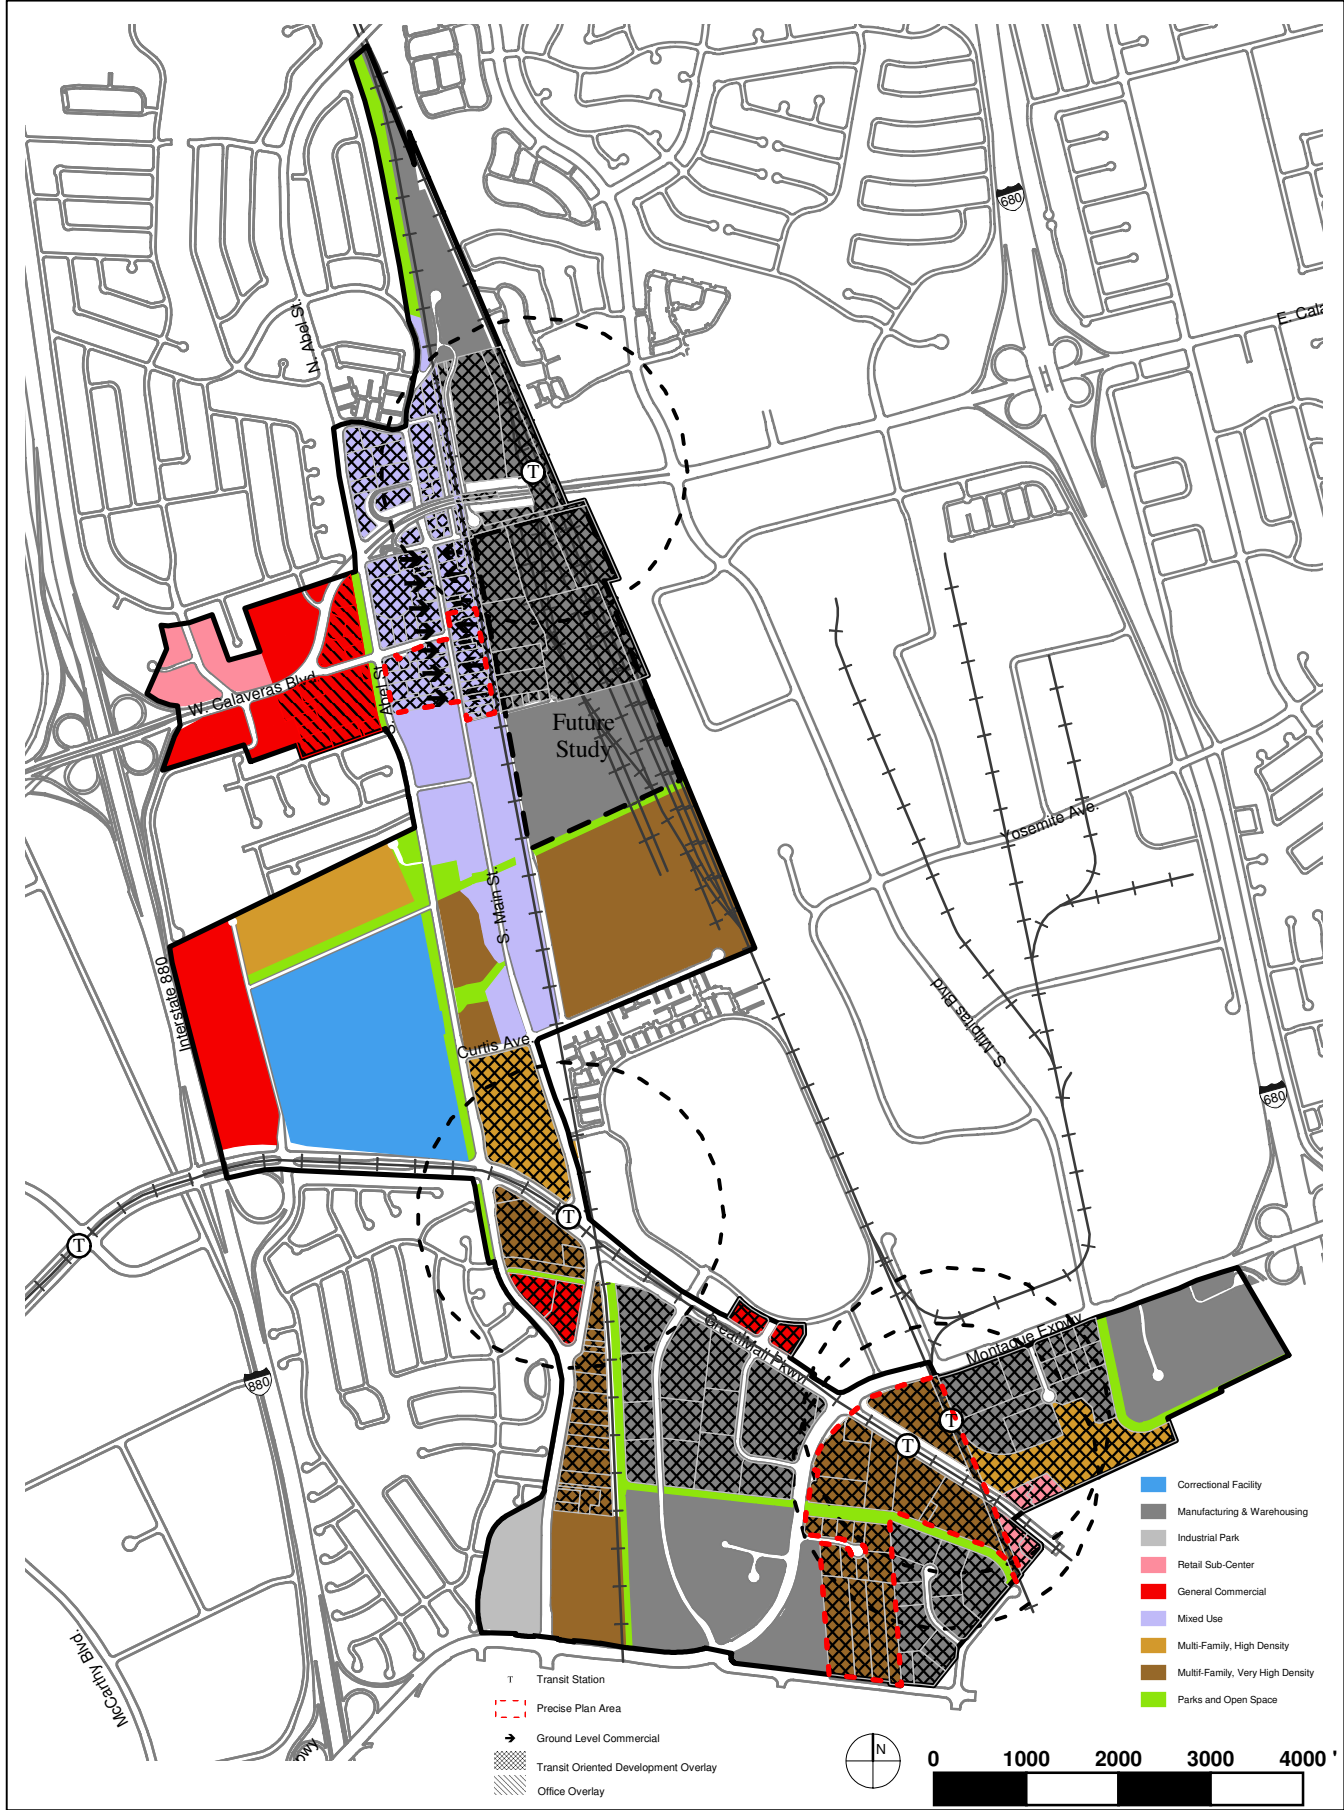 680
E. Cala
N. Abel St.
T
Future
Study
W. Calaveras Blvd.
S. Abel St.
Yosemite Ave.
S. Main St.
Interstate 880
S. Milpitas Blvd.
Curtis Ave.
680
T
T
Great Mall Pkwy.
Montague Expwy
880
T
T
McCarthy Blvd.
pwy
Correctional Facility
Manufacturing & Warehousing
Industrial Park
Retail Sub-Center
General Commercial
Mixed Use
Multi-Family, High Density
Multif-Family, Very High Density
Parks and Open Space
T Transit Station
Precise Plan Area
Ground Level Commercial
Transit Oriented Development Overlay
Office Overlay
N
0 1000 2000 3000 4000 '